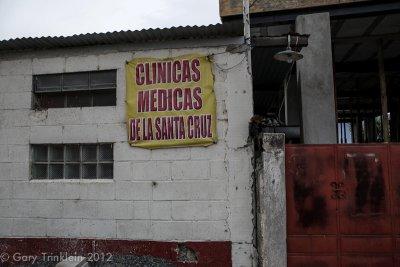 CLINICAS
MEDICAS
DE LA SANTA CRUZ
© Gary Trinklein - 2012